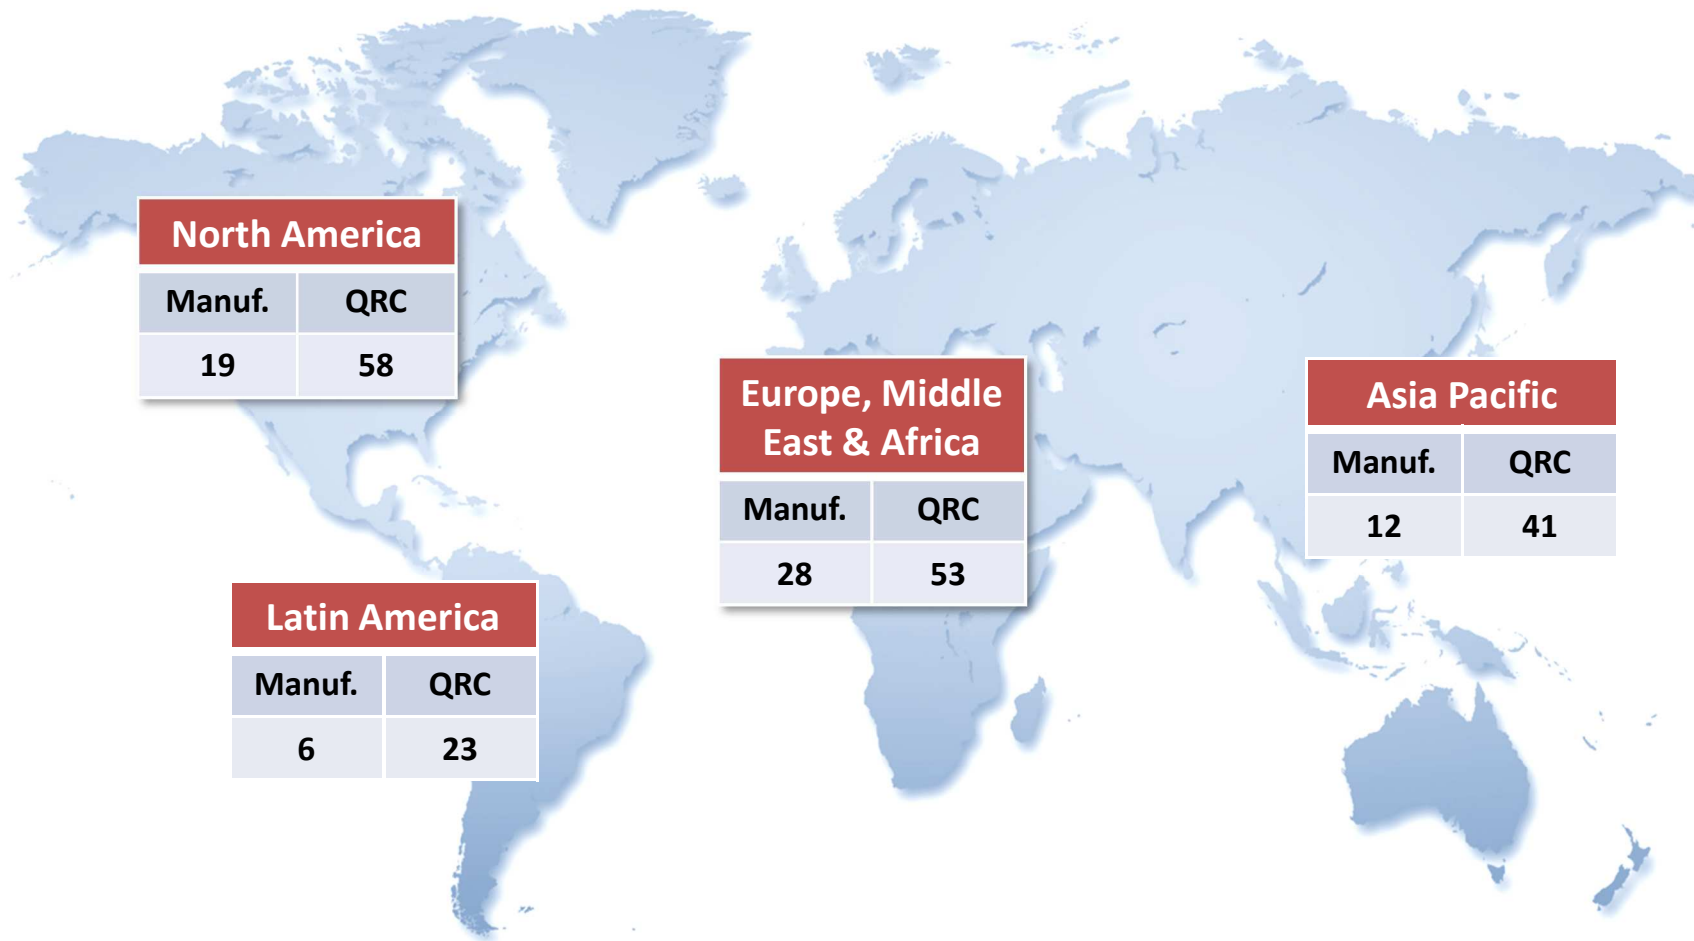 North America
Manuf. QRC
19 58
Europe, Middle
East & Africa
Manuf. QRC
28 53
Asia Pacific
Manuf. QRC
12 41
Latin America
Manuf. QRC
6 23